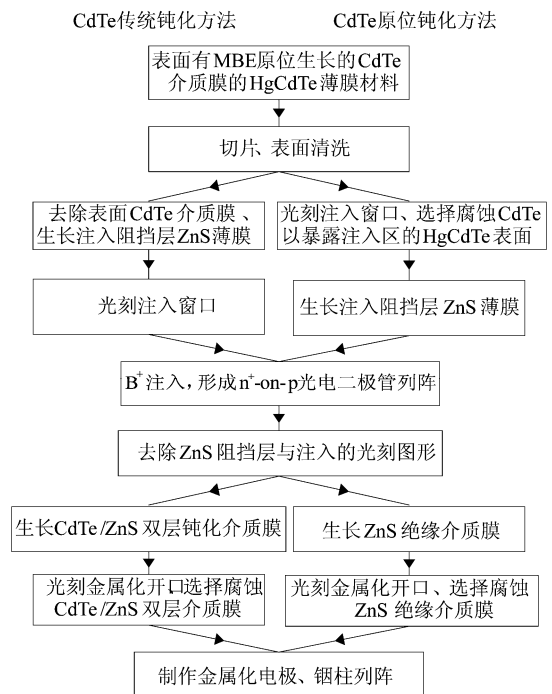 CdTe传统钝化方法
CdTe原位钝化方法
表面有MBE原位生长的CdTe
介质膜的HgCdTe薄膜材料
切片、表面清洗
去除表面CdTe介质膜、
生长注入阻挡层ZnS薄膜
光刻注入窗口、选择腐蚀CdTe
以暴露注入区的HgCdTe表面
光刻注入窗口
生长注入阻挡层ZnS薄膜
B⁺注入,形成n⁺-on-p光电二极管列阵
去除ZnS阻挡层与注入的光刻图形
生长CdTe/ZnS双层钝化介质膜
生长ZnS绝缘介质膜
光刻金属化开口选择腐蚀
CdTe/ZnS双层介质膜
光刻金属化开口、选择腐蚀
ZnS绝缘介质膜
制作金属化电极、铟柱列阵